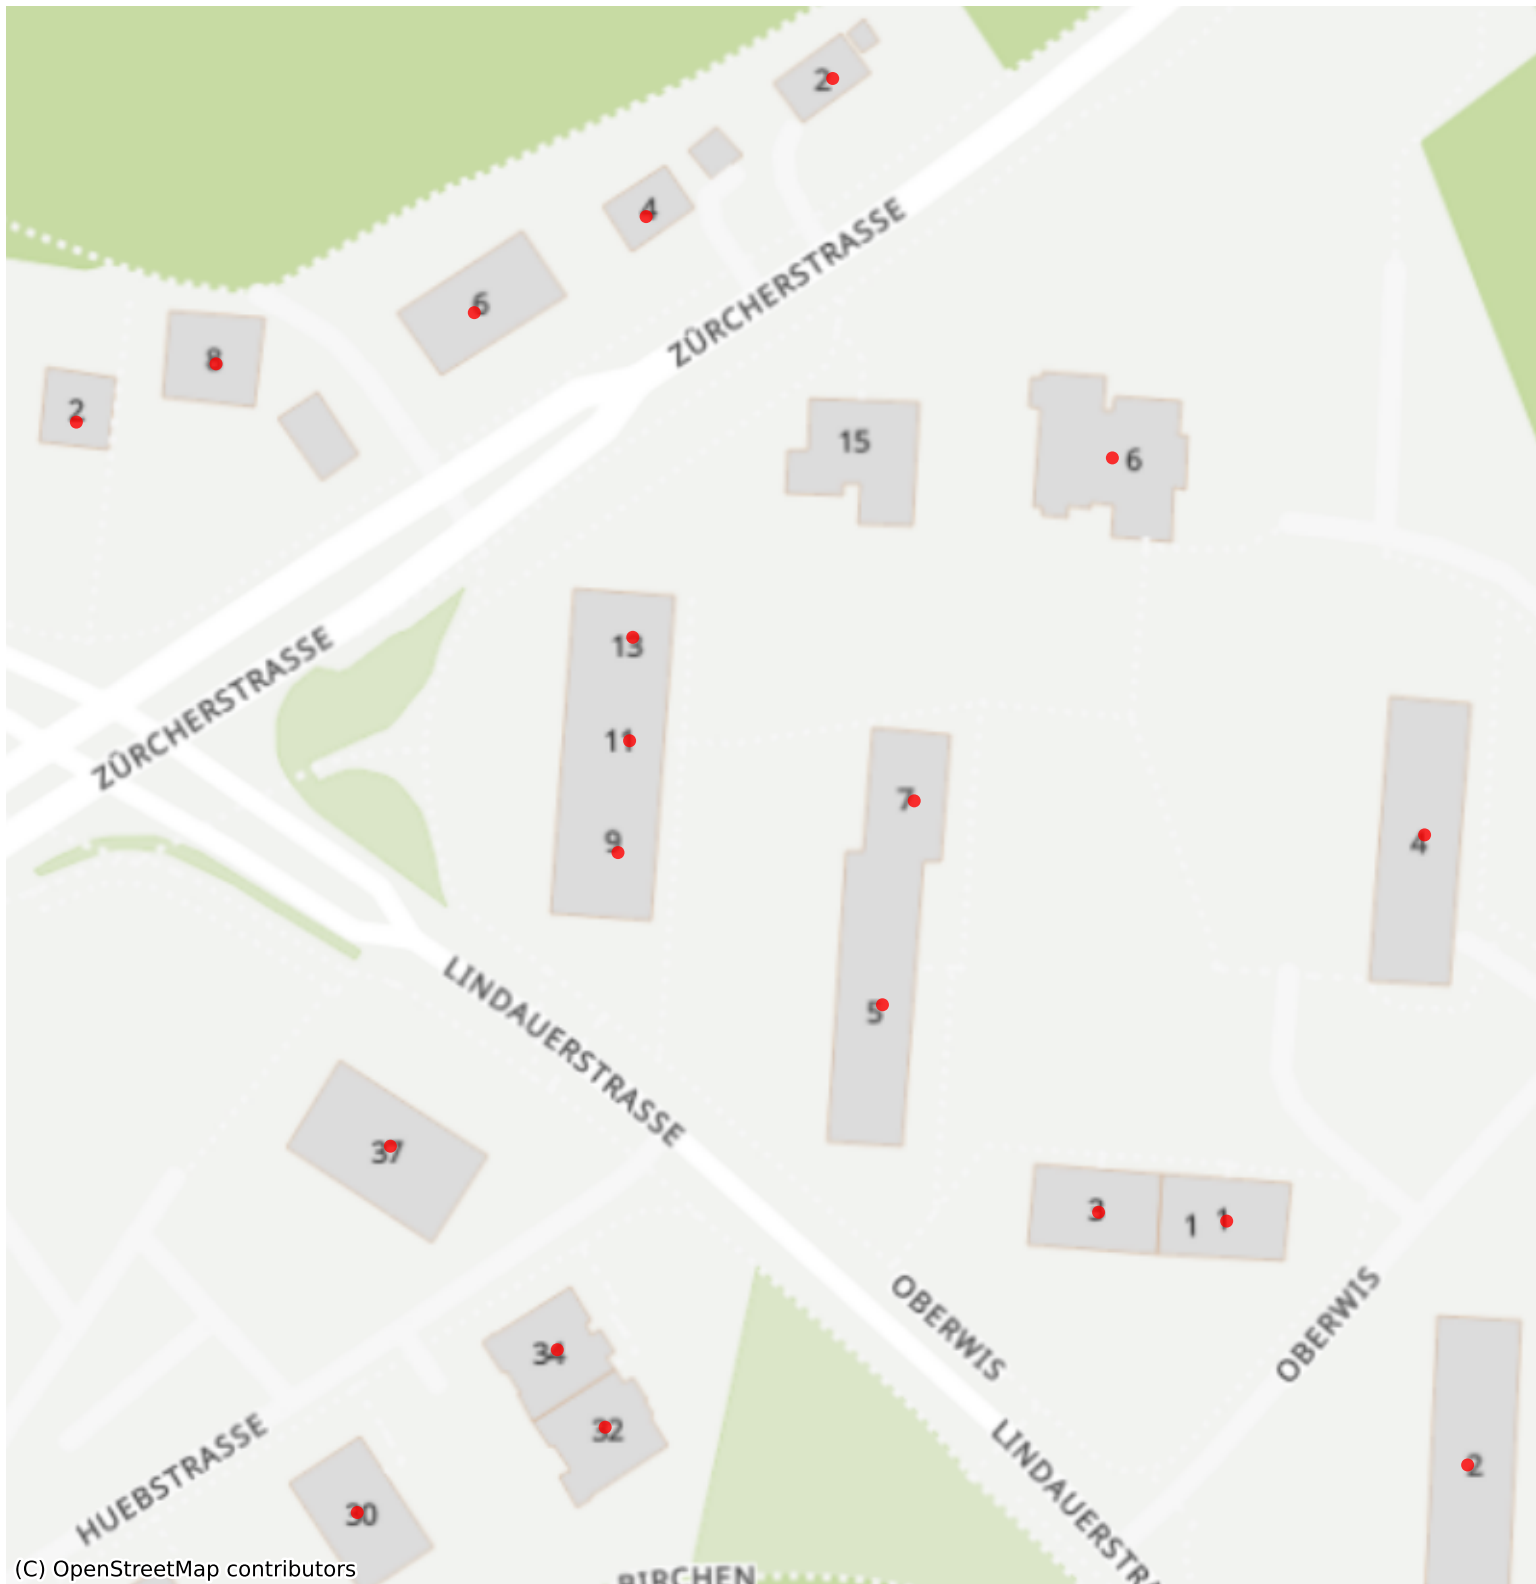 2
4
ZÜRCHERSTRASSE
6
8
2
15
6
13
ZÜRCHERSTRASSE
11
7
9
4
LINDAUERSTRASSE
5
37
3
1 1
OBERWIS
OBERWIS
34
32
LINDAUERSTRA
HUEBSTRASSE
2
30
(C) OpenStreetMap contributors
BIRCHEN